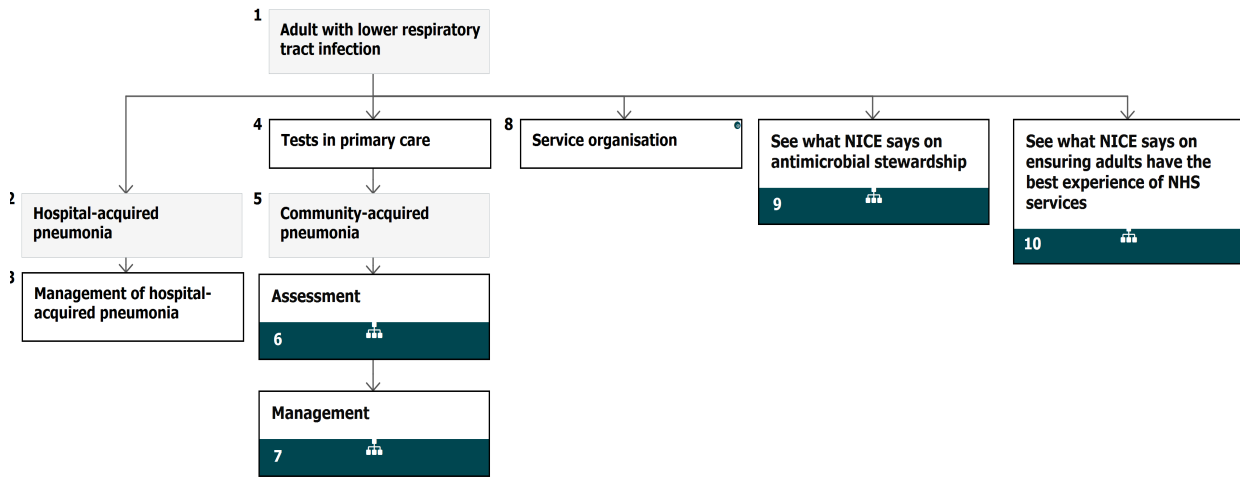 1
Adult with lower respiratory
tract infection
4
Tests in primary care
8
Service organisation
See what NICE says on
antimicrobial stewardship
9
See what NICE says on
ensuring adults have the
best experience of NHS
services
10
2
Hospital-acquired
pneumonia
5
Community-acquired
pneumonia
3
Management of hospital-
acquired pneumonia
Assessment
6
Management
7